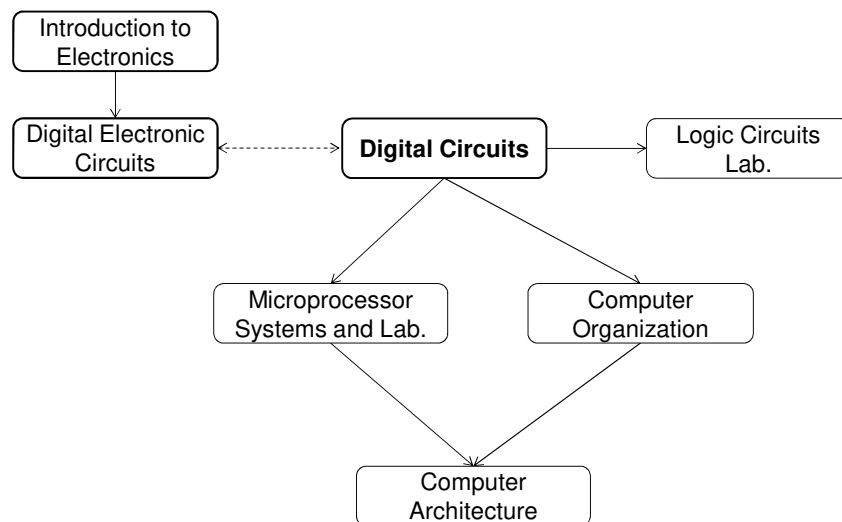 Introduction to
Electronics
Digital Electronic
Circuits
Digital Circuits
Logic Circuits
Lab.
Microprocessor
Systems and Lab.
Computer
Organization
Computer
Architecture